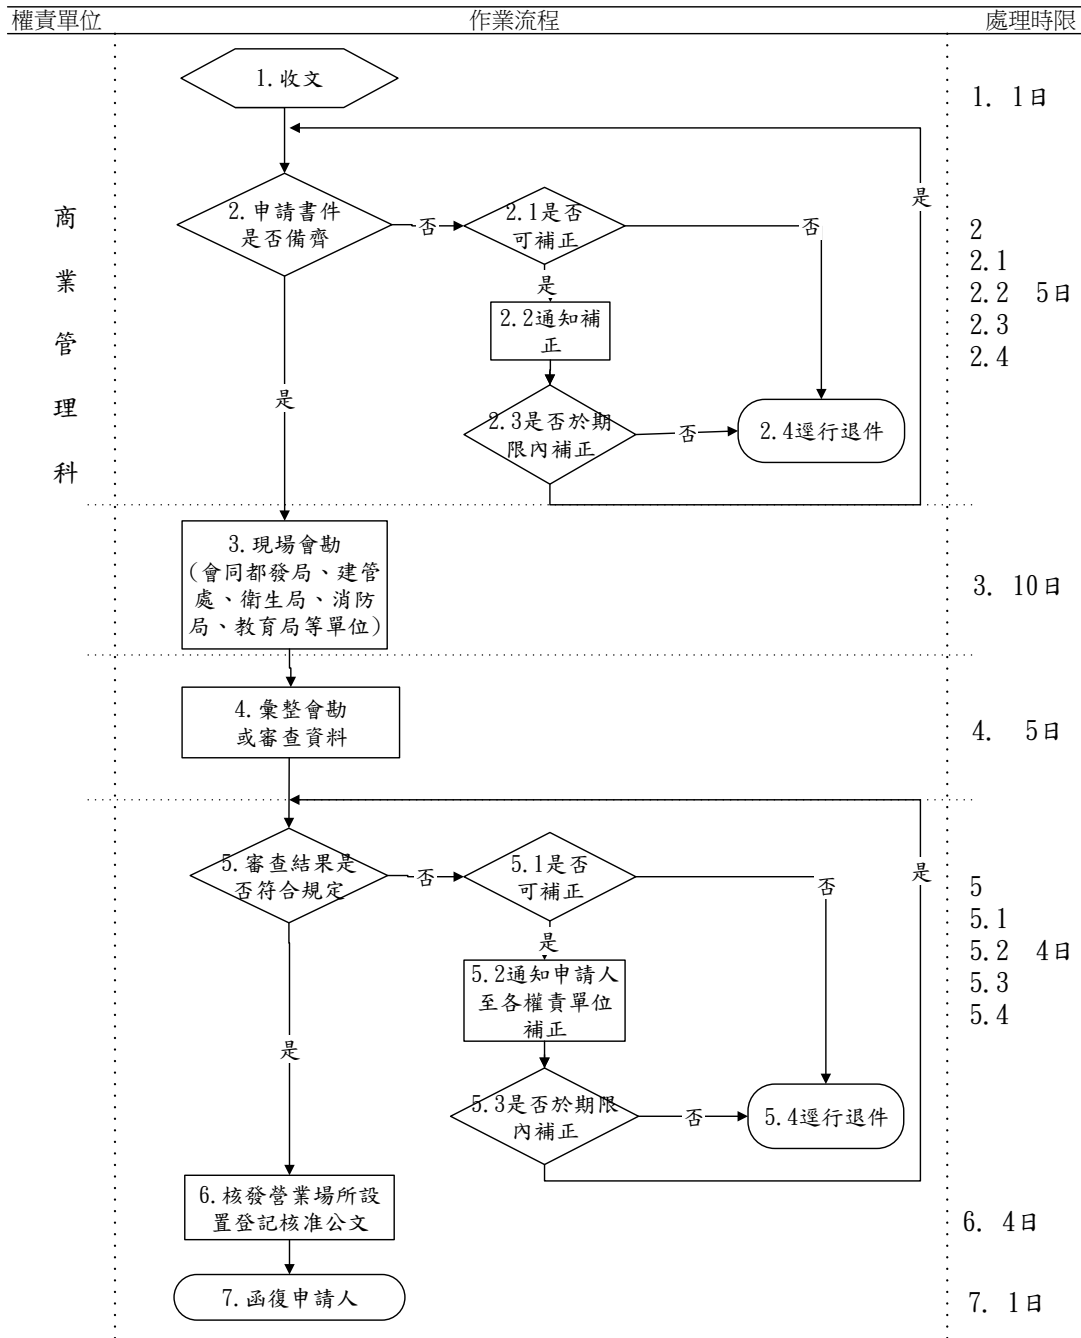 權責單位
作業流程
處理時限
1.收文
1. 1日
是
商
業
管
理
科
2.申請書件
是否備齊
否
2.1是否
可補正
否
2
2.1
2.2 5日
2.3
2.4
是
2.2通知補
正
是
2.3是否於期
限內補正
否
2.4逕行退件
3.現場會勘
(會同都發局、建管
處、衛生局、消防
局、教育局等單位)
3. 10日
4.彙整會勘
或審查資料
4. 5日
5.審查結果是
否符合規定
否
5.1是否
可補正
否
是
5
5.1
5.2 4日
5.3
5.4
是
5.2通知申請人
至各權責單位
補正
是
5.3是否於期限
內補正
否
5.4逕行退件
6.核發營業場所設
置登記核准公文
6. 4日
7.函復申請人
7. 1日